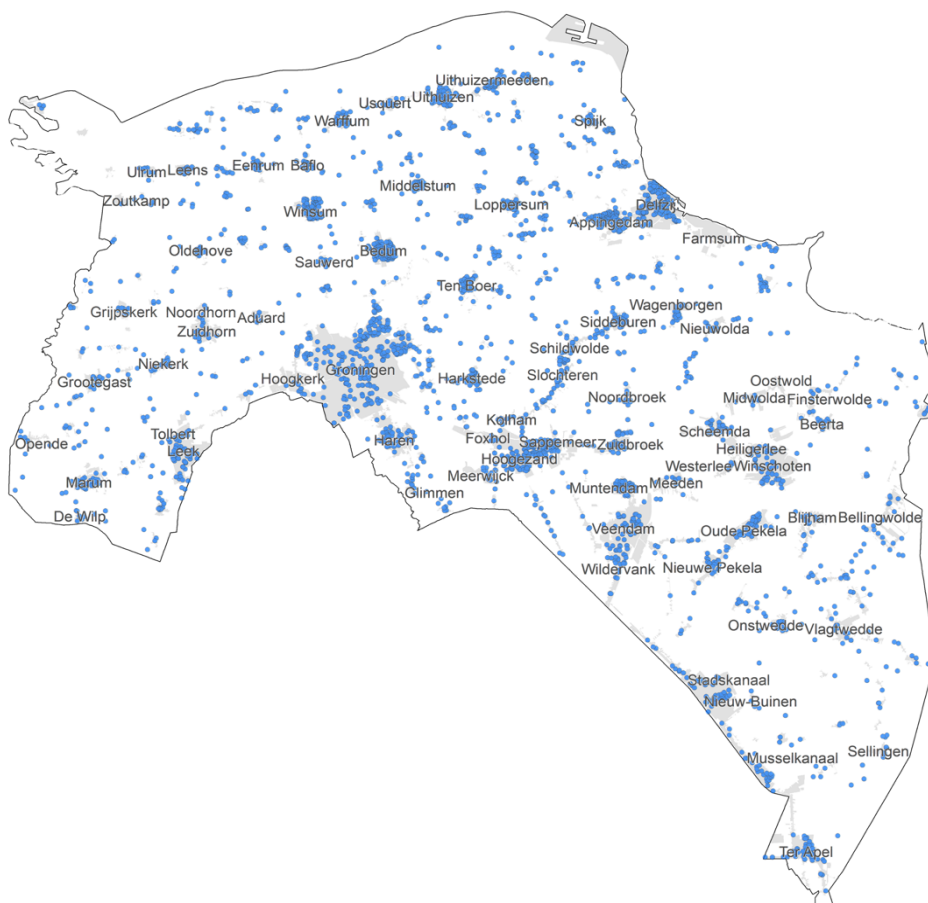 Uithuizermeeden
Usquert
Uithuizen
Warffum
Spijk
Ulrum
Leens
Eenrum
Baflo
Middelstum
Zoutkamp
Winsum
Loppersum
Delfzijl
Appingedam
Farmsum
Oldehove
Sauwerd
Bedum
Ten Boer
Grijpskerk
Noordhorn
Aduard
Zuidhorn
Wagenborgen
Siddeburen
Nieuwolda
Schildwolde
Niekerk
Groningen
Hoogkerk
Harkstede
Slochteren
Grootegast
Oostwold
Noordbroek
Midwolda
Finsterwolde
Kolham
Beerta
Opende
Tolbert
Leek
Haren
Foxhol
Sappemeer
Zuidbroek
Scheemda
Heiligerlee
Hoogezand
Westerlee
Winschoten
Meerwijck
Marum
Glimmen
Muntendam
Meeden
De Wilp
Veendam
Oude Pekela
Blijham
Bellingwolde
Wildervank
Nieuwe Pekela
Onstwedde
Vlagtwedde
Stadskanaal
Nieuw-Buinen
Musselkanaal
Sellingen
Ter Apel